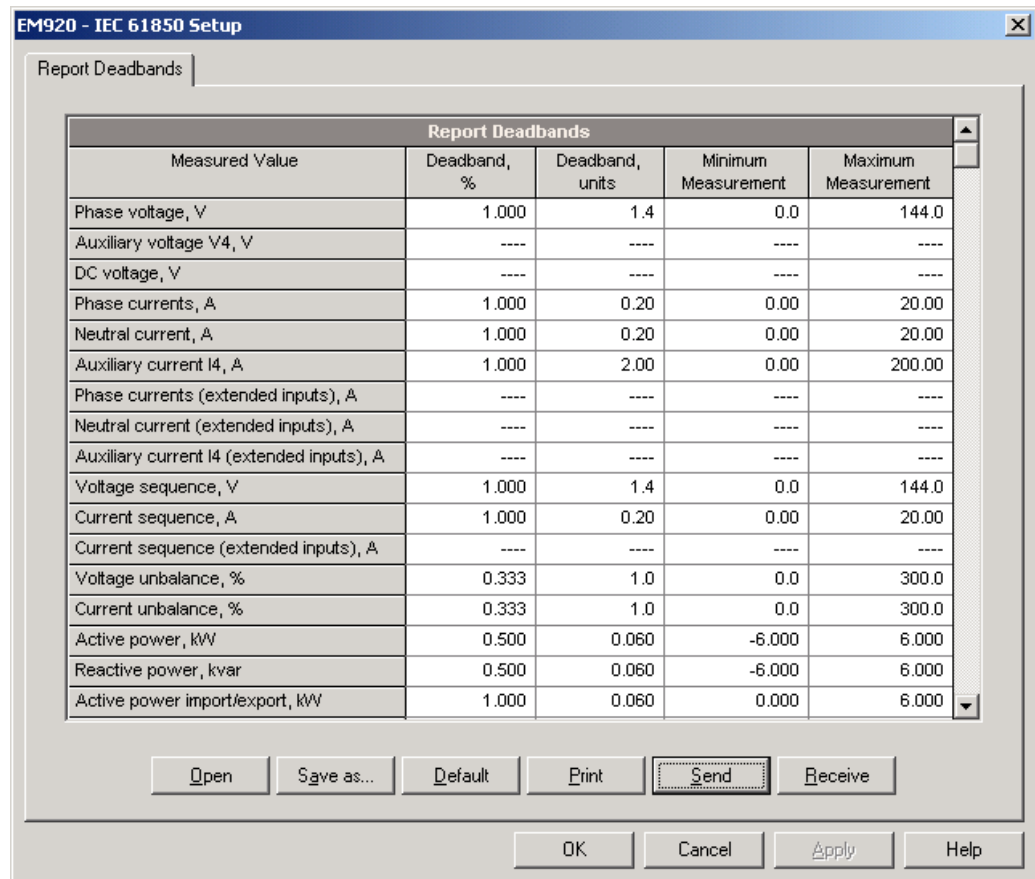 EM920 - IEC 61850 Setup
Report Deadbands
Report Deadbands
Measured Value Deadband, % Deadband, units Minimum Measurement Maximum Measurement
Phase voltage, V 1.000 1.4 0.0 144.0
Auxiliary voltage V4, V ---- ---- ---- ----
DC voltage, V ---- ---- ---- ----
Phase currents, A 1.000 0.20 0.00 20.00
Neutral current, A 1.000 0.20 0.00 20.00
Auxiliary current I4, A 1.000 2.00 0.00 200.00
Phase currents (extended inputs), A ---- ---- ---- ----
Neutral current (extended inputs), A ---- ---- ---- ----
Auxiliary current I4 (extended inputs), A ---- ---- ---- ----
Voltage sequence, V 1.000 1.4 0.0 144.0
Current sequence, A 1.000 0.20 0.00 20.00
Current sequence (extended inputs), A ---- ---- ---- ----
Voltage unbalance, % 0.333 1.0 0.0 300.0
Current unbalance, % 0.333 1.0 0.0 300.0
Active power, kW 0.500 0.060 -6.000 6.000
Reactive power, kvar 0.500 0.060 -6.000 6.000
Active power import/export, kW 1.000 0.060 0.000 6.000
Open Save as... Default Print Send Receive
OK Cancel Apply Help